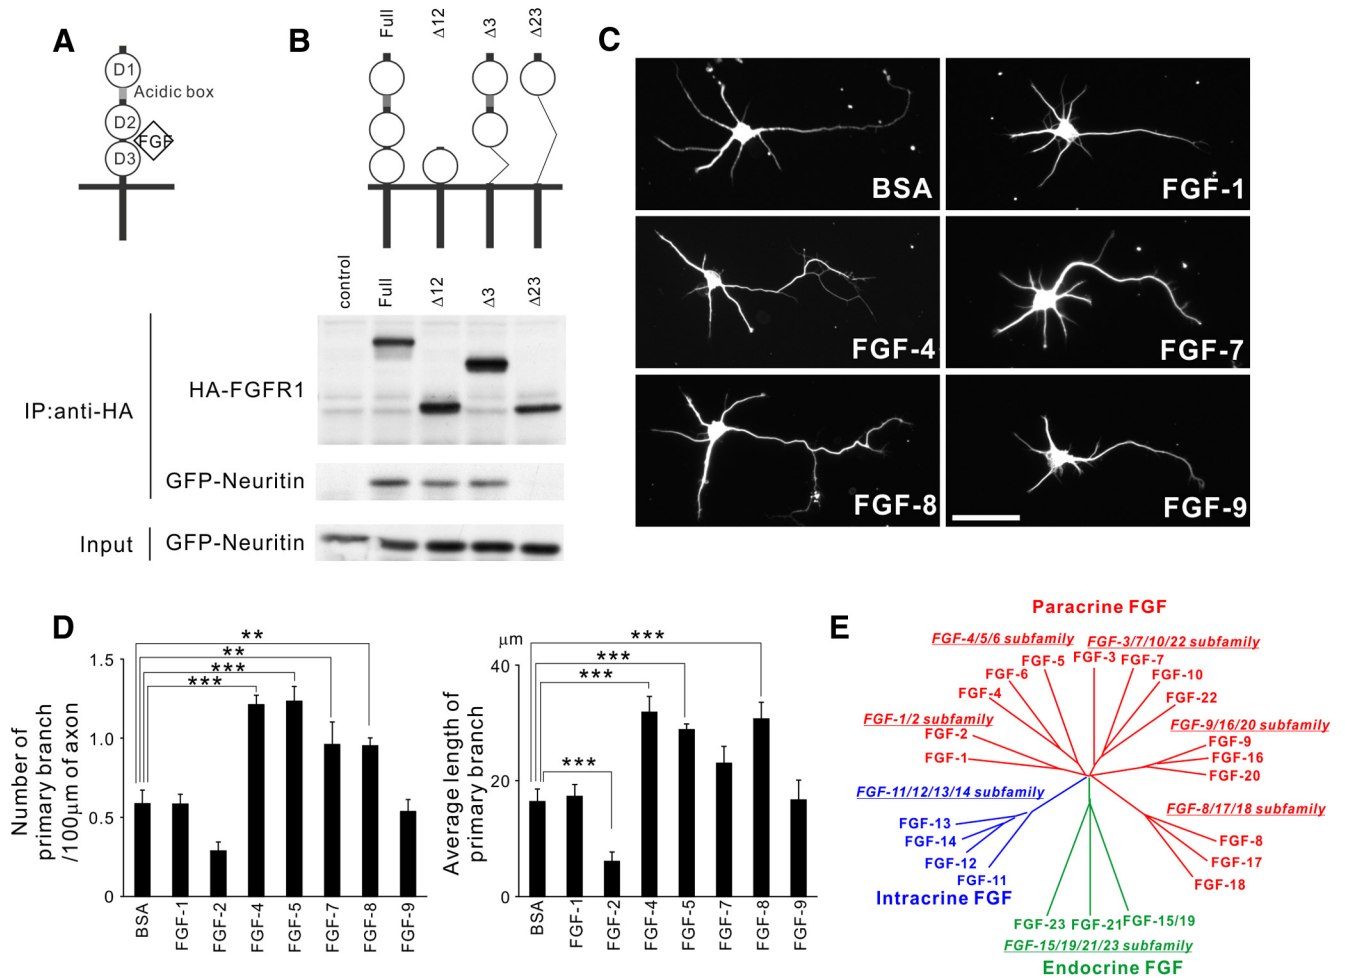 A
D1
Acidic box
D2
FGF
D3
B
Full
Δ12
Δ3
Δ23
control
Full
Δ12
Δ3
Δ23
IP:anti-HA
HA-FGFR1
GFP-Neuritin
Input
GFP-Neuritin
C
BSA
FGF-1
FGF-4
FGF-7
FGF-8
FGF-9
D
Number of
primary branch
/100μm of axon
1.5
1.0
0.5
0
**
**
***
***
BSA
FGF-1
FGF-2
FGF-4
FGF-5
FGF-7
FGF-8
FGF-9
Average length of
primary branch
μm
40
20
0
***
***
***
***
BSA
FGF-1
FGF-2
FGF-4
FGF-5
FGF-7
FGF-8
FGF-9
E
Paracrine FGF
FGF-4/5/6 subfamily
FGF-3/7/10/22 subfamily
FGF-5
FGF-3
FGF-7
FGF-6
FGF-10
FGF-4
FGF-22
FGF-1/2 subfamily
FGF-9/16/20 subfamily
FGF-2
FGF-9
FGF-1
FGF-16
FGF-20
FGF-11/12/13/14 subfamily
FGF-8/17/18 subfamily
FGF-13
FGF-14
FGF-8
FGF-12
FGF-17
FGF-11
FGF-18
Intracrine FGF
FGF-23
FGF-21
FGF-15/19
FGF-15/19/21/23 subfamily
Endocrine FGF